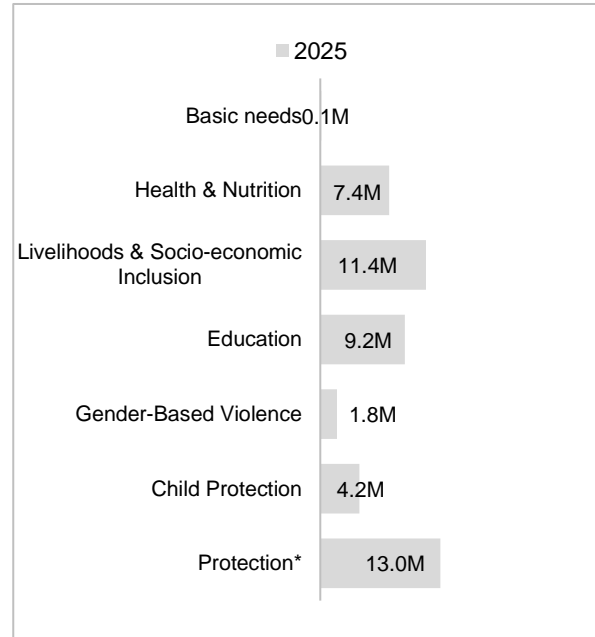 2025
Basic needs 0.1M
Health & Nutrition 7.4M
Livelihoods & Socio-economic
Inclusion 11.4M
Education 9.2M
Gender-Based Violence 1.8M
Child Protection 4.2M
Protection* 13.0M